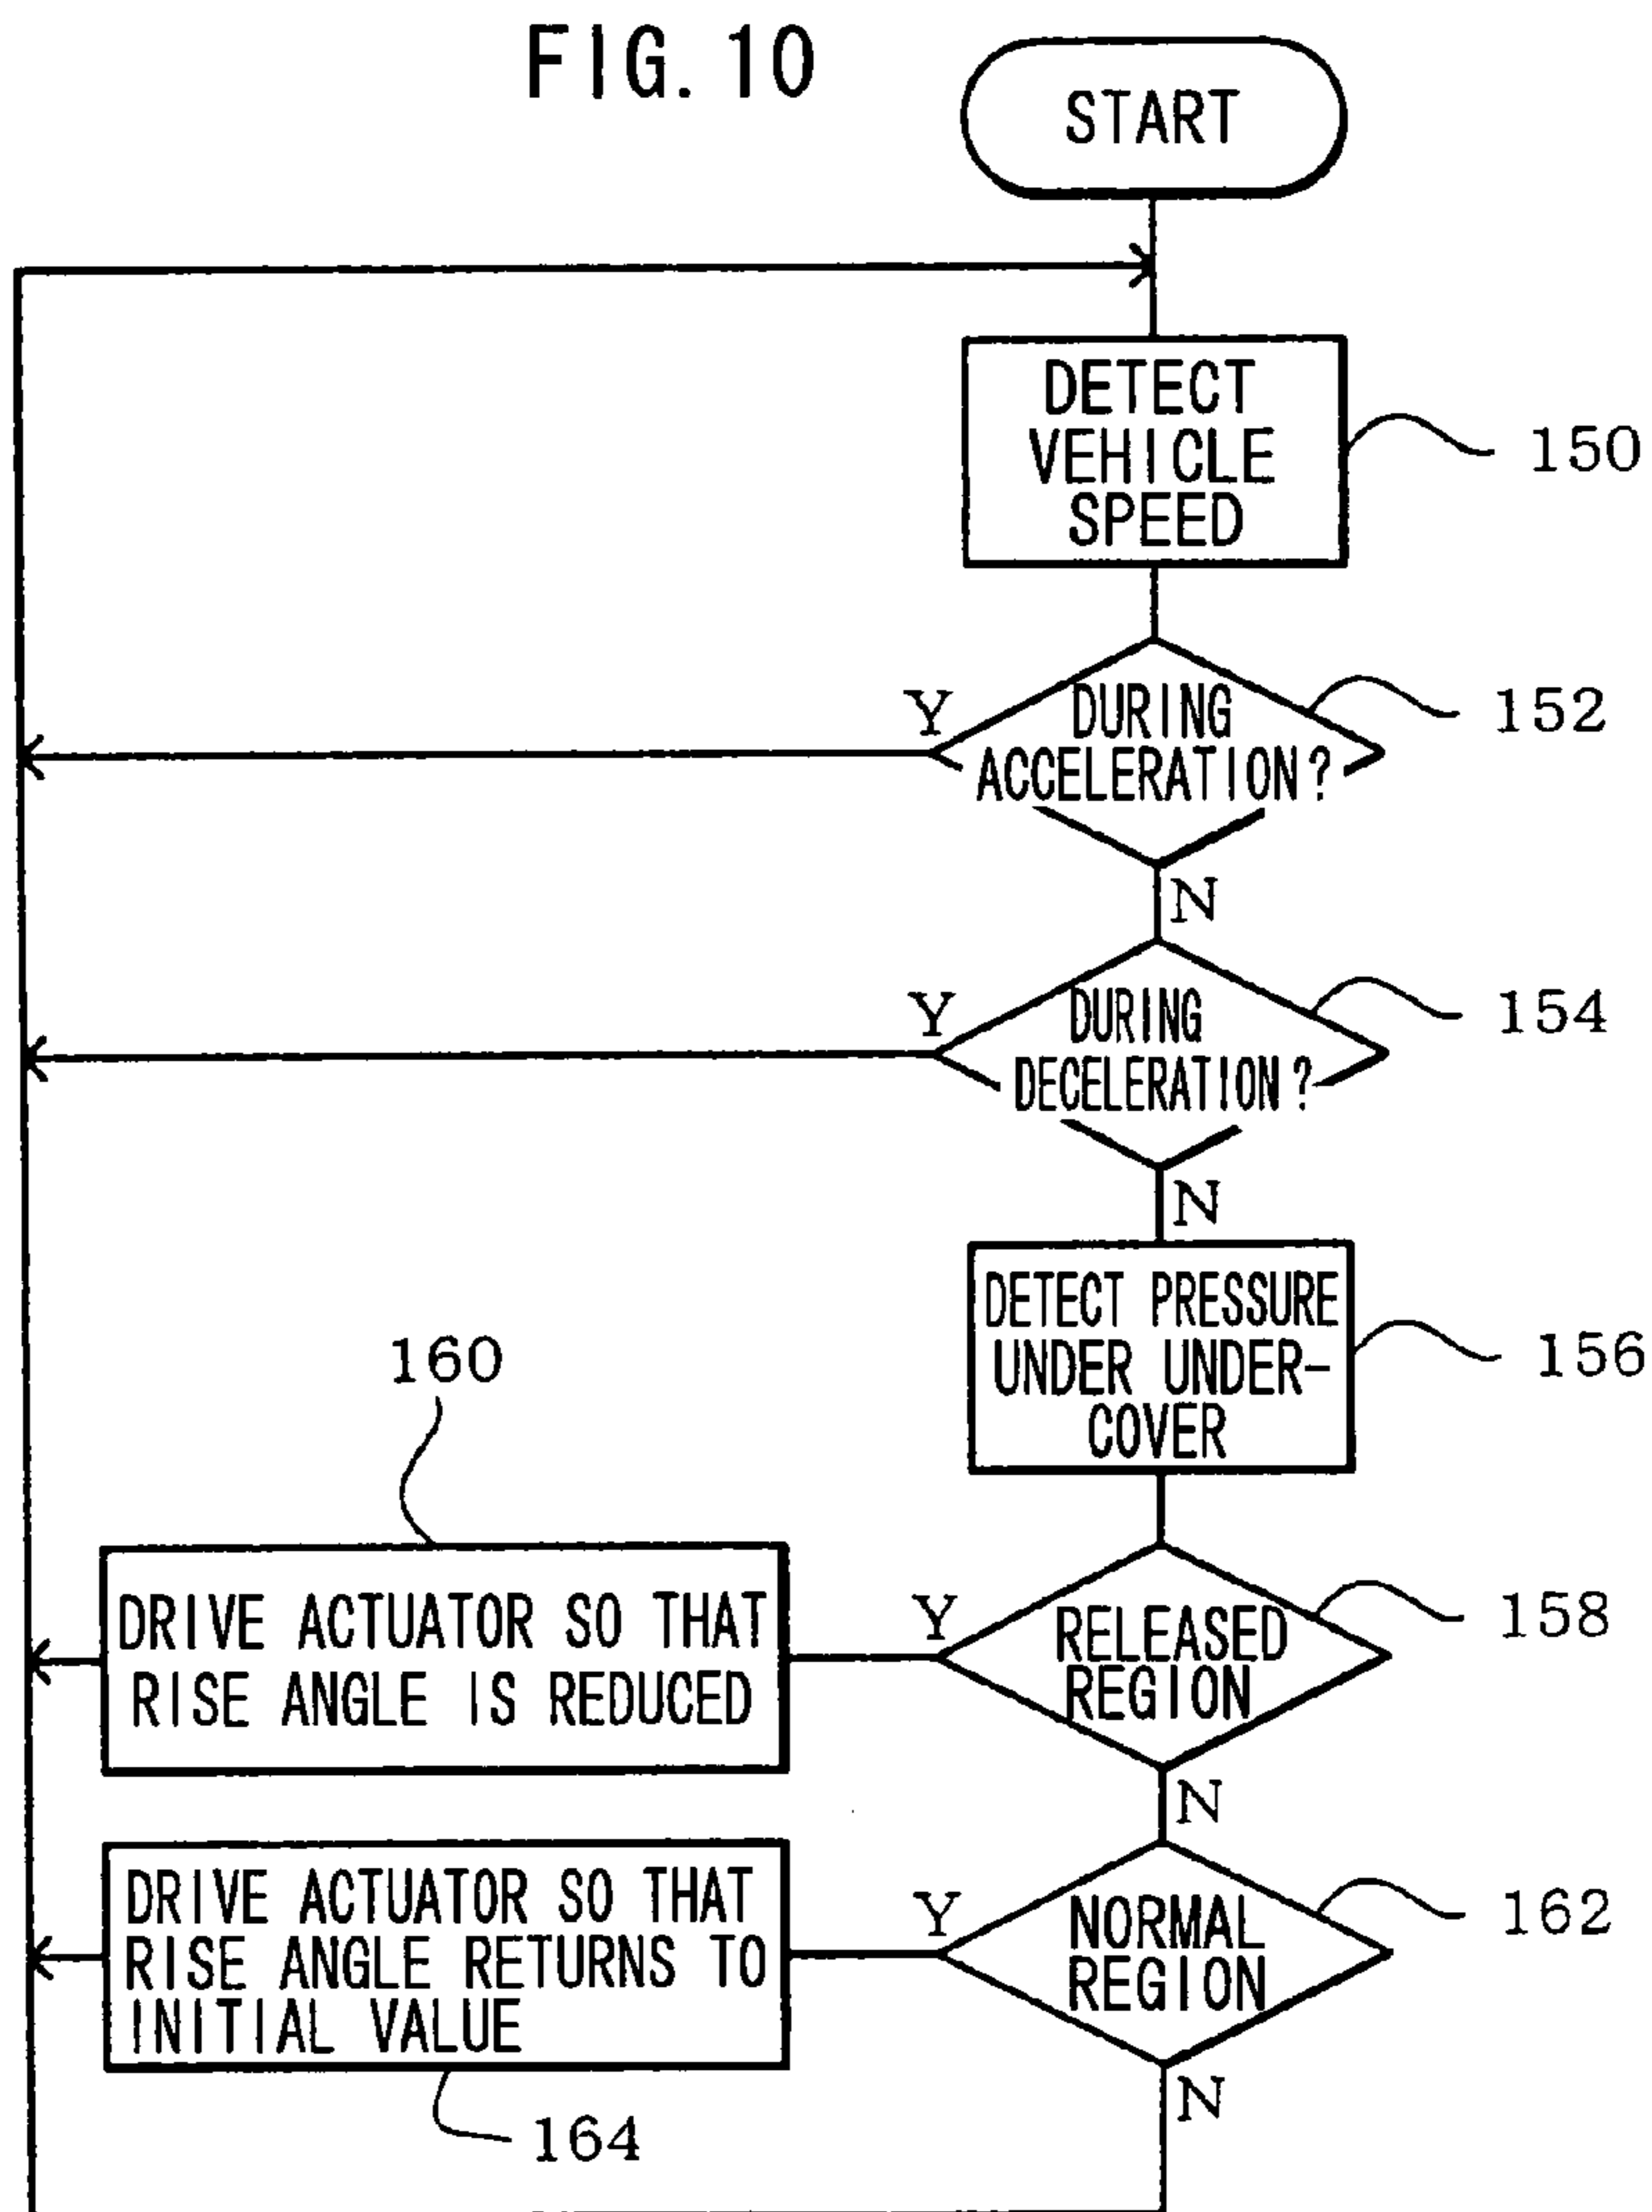 FIG. 10
START
DETECT
VEHICLE
SPEED
150
Y
DURING
ACCELERATION?
152
N
Y
DURING
DECELERATION?
154
N
DETECT PRESSURE
UNDER UNDER-
COVER
156
160
DRIVE ACTUATOR SO THAT
RISE ANGLE IS REDUCED
Y
RELEASED
REGION
158
N
DRIVE ACTUATOR SO THAT
RISE ANGLE RETURNS TO
INITIAL VALUE
Y
NORMAL
REGION
162
N
164